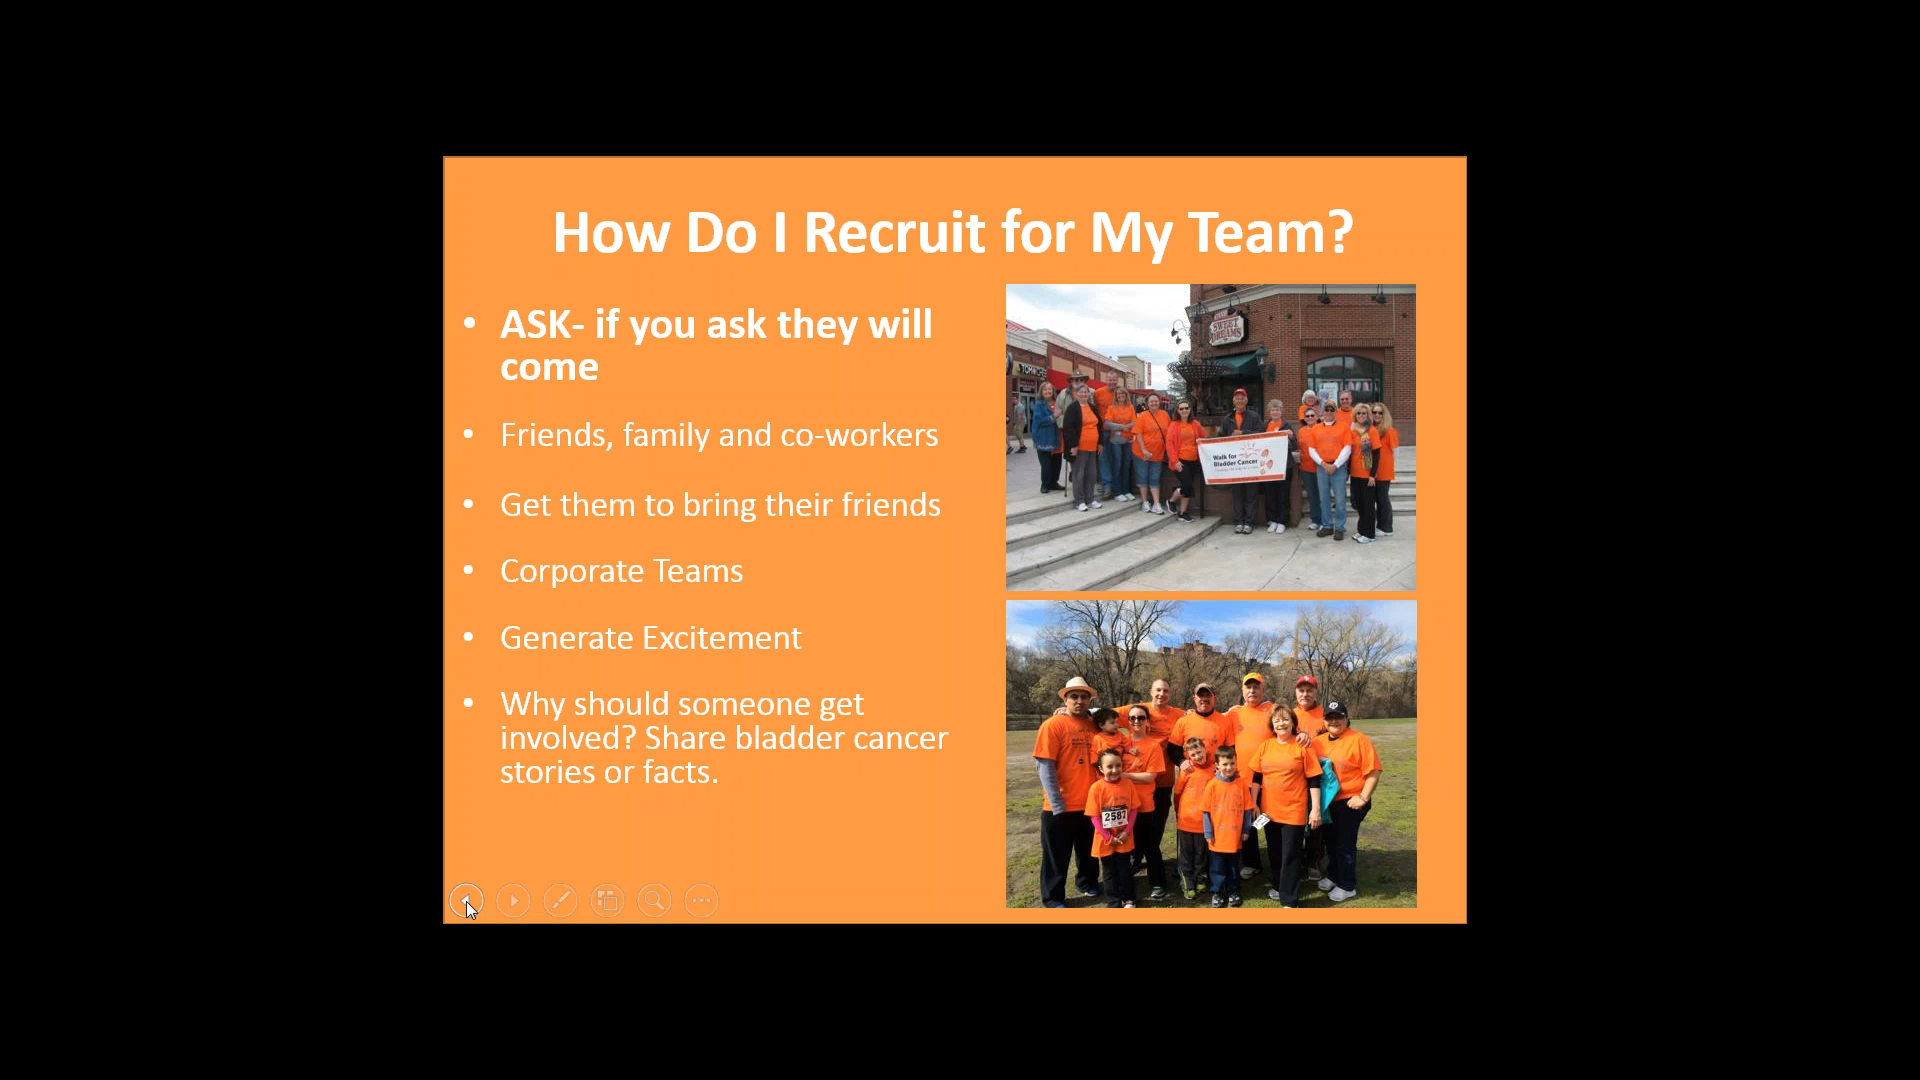 How Do I Recruit for My Team?
• ASK- if you ask they will
come
• Friends, family and co-workers
• Get them to bring their friends
• Corporate Teams
• Generate Excitement
• Why should someone get
involved? Share bladder cancer
stories or facts.
SWEET
DREAMS
Walk for
Bladder Cancer
2587